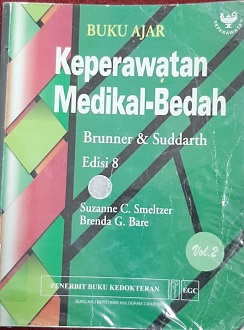 BUKU AJAR
KEPERAWATAN
Keperawatan
Medikal-Bedah
Brunner & Suddarth
Edisi 8
Suzanne C. Smeltzer
Brenda G. Bare
Vol.2
PENERBIT BUKU KEDOKTERAN EGC